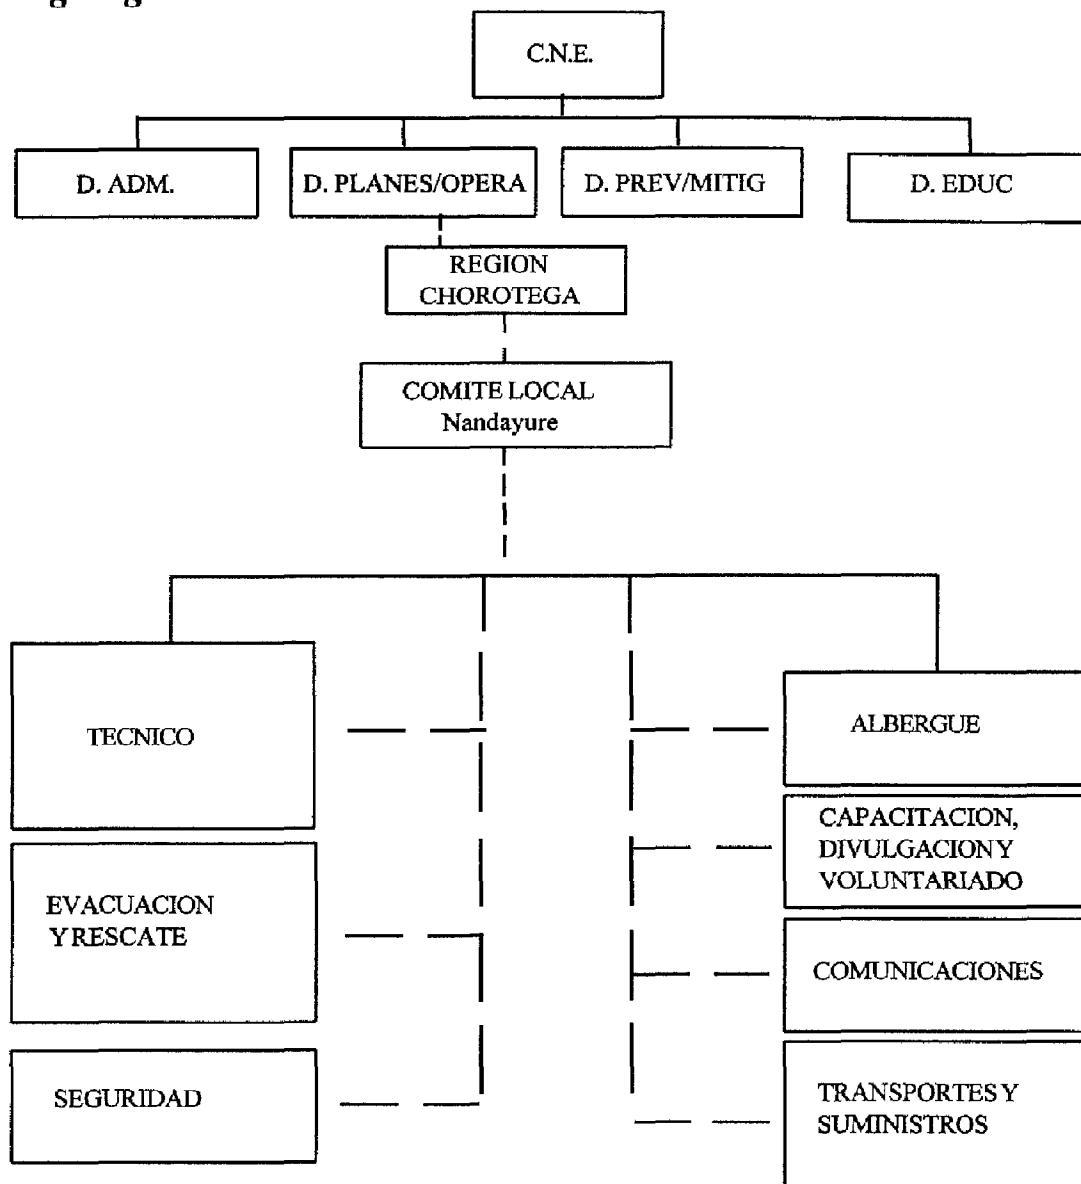 C.N.E.
D. ADM.
D. PLANES/OPERA
D. PREV/MITIG
D. EDUC
REGION
CHOROTEGA
COMITE LOCAL
Nandayure
TECNICO
EVACUACION
Y RESCATE
SEGURIDAD
ALBERGUE
CAPACITACION,
DIVULGACION Y
VOLUNTARIADO
COMUNICACIONES
TRANSPORTES Y
SUMINISTROS